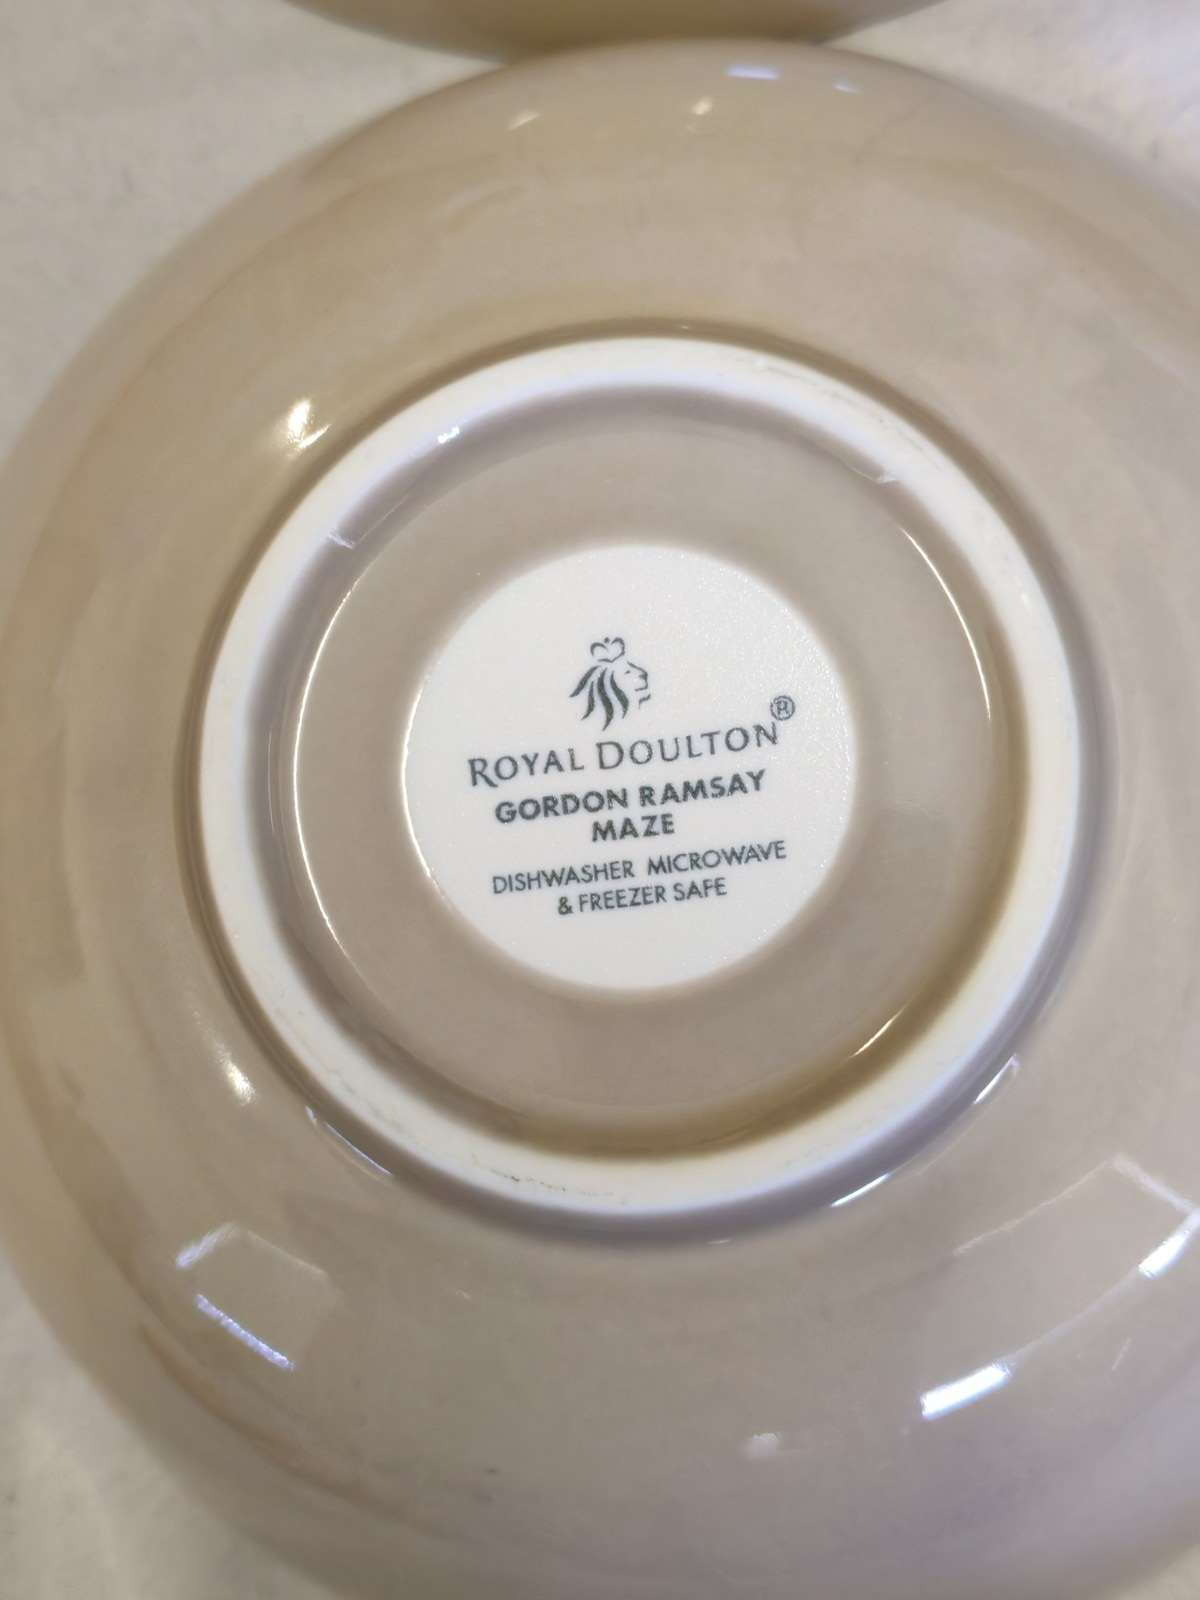 ROYAL DOULTON®
GORDON RAMSAY
MAZE
DISHWASHER MICROWAVE
& FREEZER SAFE